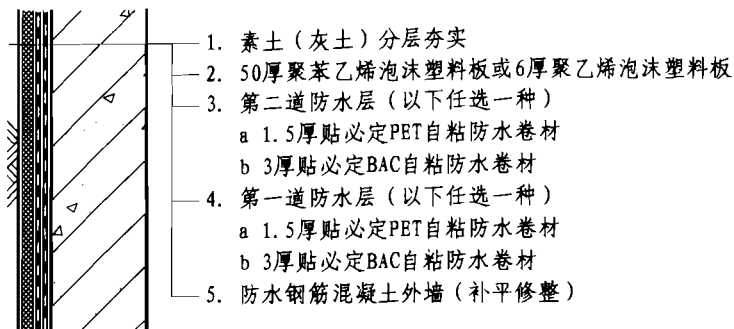 1. 素土（灰土）分层夯实
2. 50厚聚苯乙烯泡沫塑料板或6厚聚乙烯泡沫塑料板
3. 第二道防水层（以下任选一种）
a 1.5厚贴必定PET自粘防水卷材
b 3厚贴必定BAC自粘防水卷材
4. 第一道防水层（以下任选一种）
a 1.5厚贴必定PET自粘防水卷材
b 3厚贴必定BAC自粘防水卷材
5. 防水钢筋混凝土外墙（补平修整）